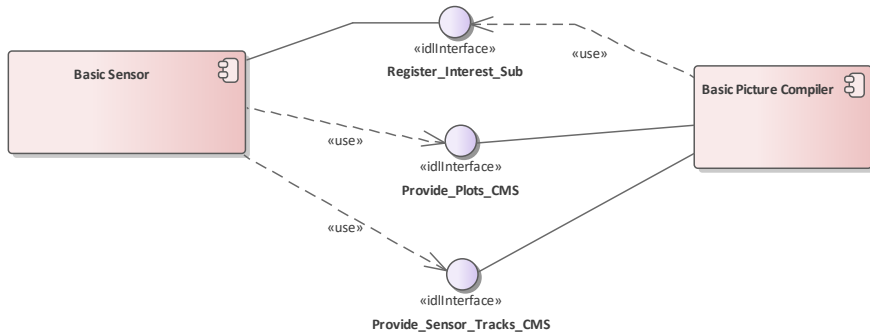 «idlInterface»
Register_Interest_Sub
«use»
Basic Sensor
Basic Picture Compiler
«use»
«idlInterface»
Provide_Plots_CMS
«use»
«idlInterface»
Provide_Sensor_Tracks_CMS